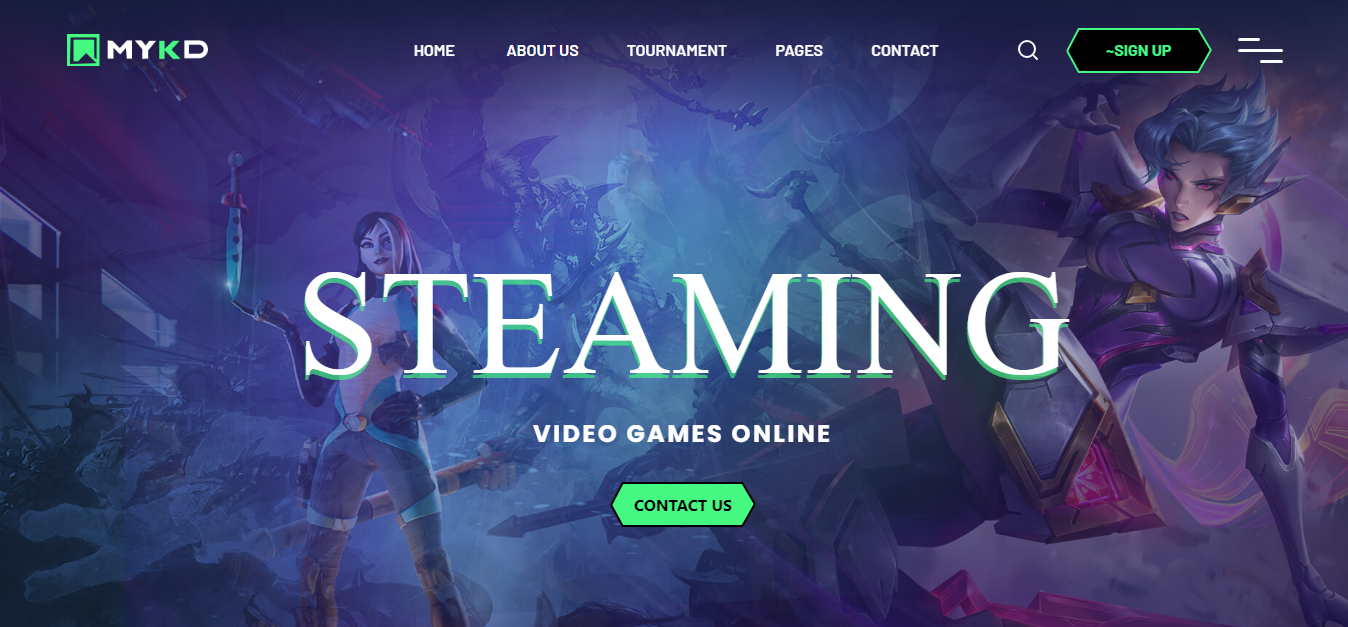 MYKD
HOME ABOUT US TOURNAMENT PAGES CONTACT ~SIGN UP
STEAMING
VIDEO GAMES ONLINE
CONTACT US